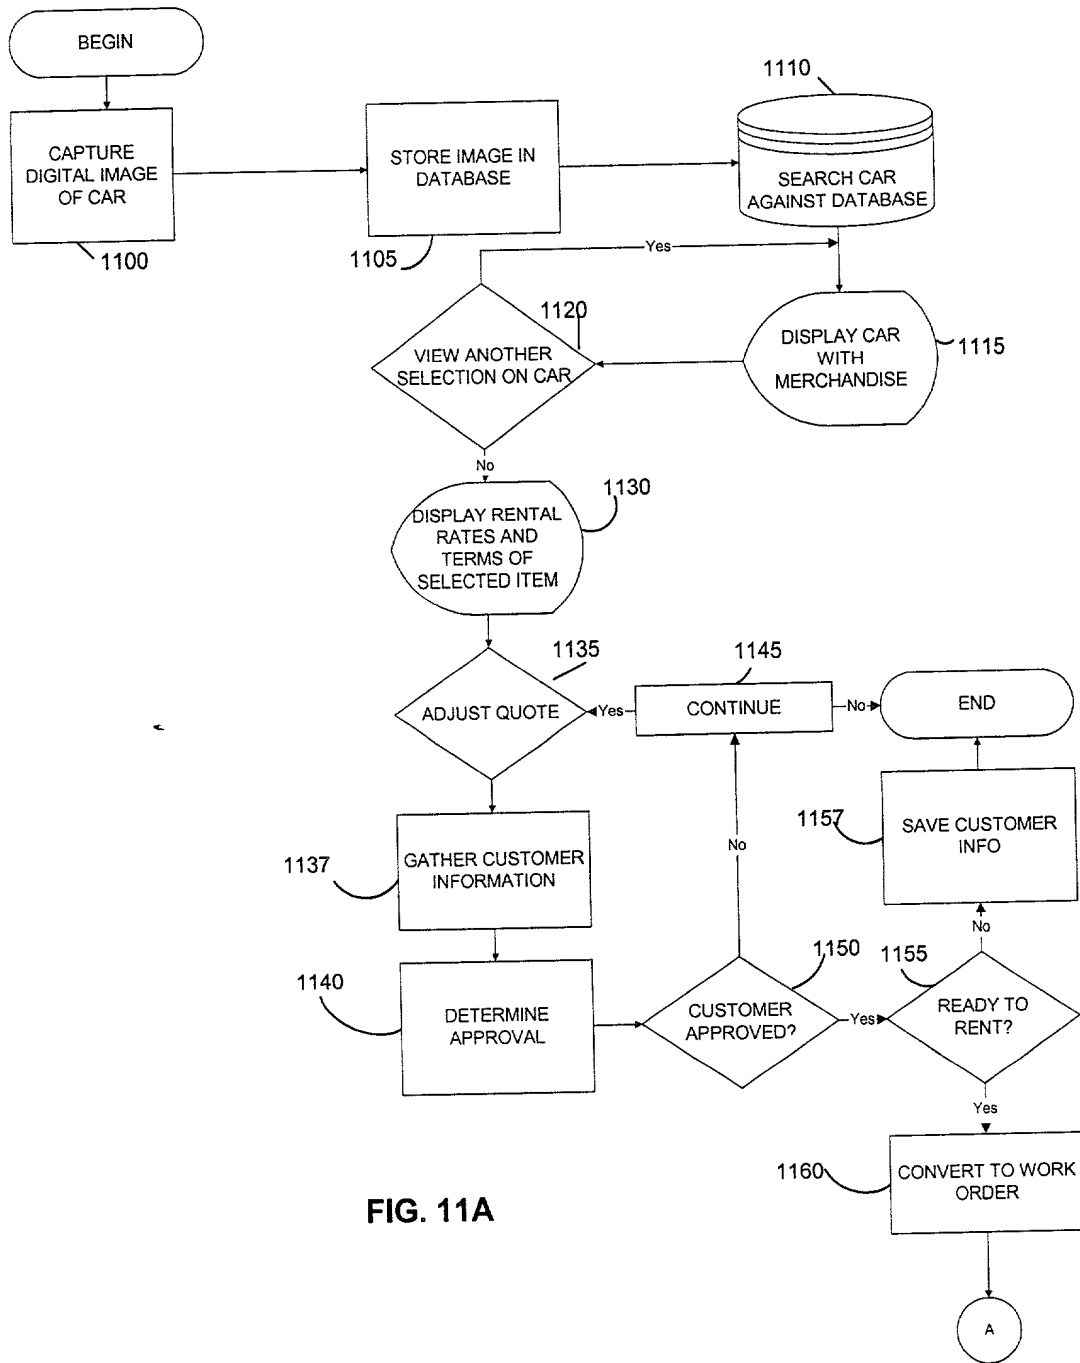 BEGIN
1110
CAPTURE
DIGITAL IMAGE
OF CAR
1100
STORE IMAGE IN
DATABASE
1105
SEARCH CAR
AGAINST DATABASE
Yes
1120
VIEW ANOTHER
SELECTION ON CAR
DISPLAY CAR
WITH
MERCHANDISE
1115
No
1130
DISPLAY RENTAL
RATES AND
TERMS OF
SELECTED ITEM
1135
ADJUST QUOTE
Yes
1145
CONTINUE
No
END
1137
GATHER CUSTOMER
INFORMATION
No
1157
SAVE CUSTOMER
INFO
No
1140
DETERMINE
APPROVAL
1150
CUSTOMER
APPROVED?
Yes
1155
READY TO
RENT?
Yes
1160
CONVERT TO WORK
ORDER
FIG. 11A
A